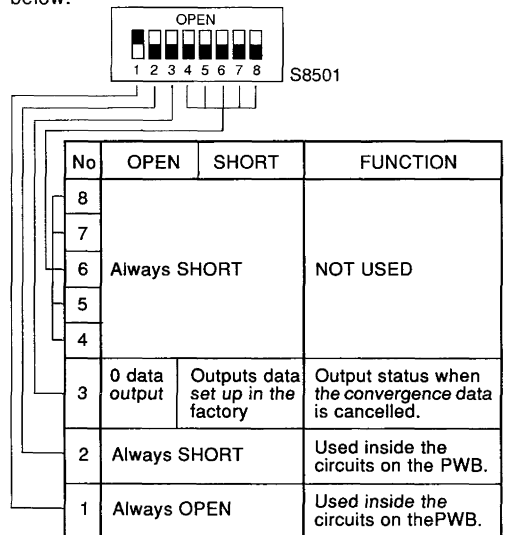 below.
OPEN
1 2 3 4 5 6 7 8
S8501
No OPEN SHORT FUNCTION
8
7
6 Always SHORT NOT USED
5
4
3 0 data output Outputs data set up in the factory Output status when the convergence data is cancelled.
2 Always SHORT Used inside the circuits on the PWB.
1 Always OPEN Used inside the circuits on thePWB.